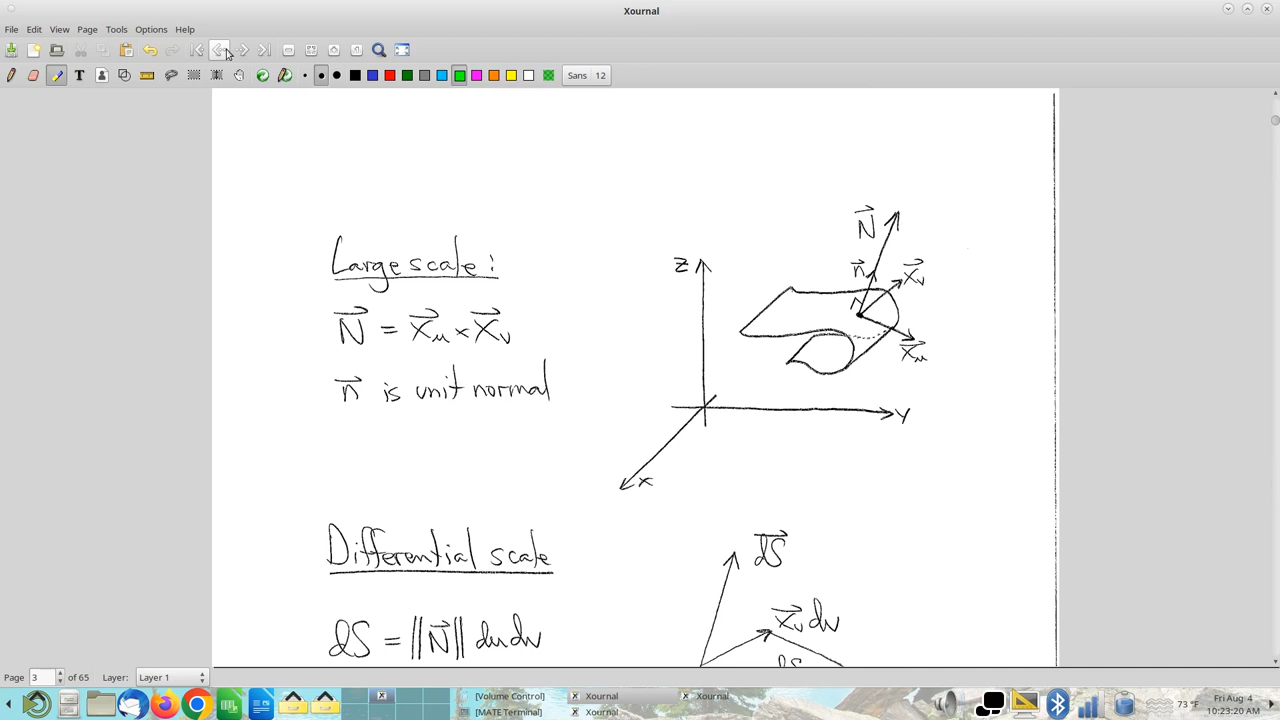 Xournal
File Edit View Page Tools Options Help
Sans 12
Large scale:
N⃗ = X⃗u × X⃗v
n⃗ is unit normal
Z
N⃗
n⃗
X⃗v
X⃗u
Y
X
Differential scale
dS = ||N⃗|| du dv
d⃗S
X⃗v dv
dS
Page 3 of 65 Layer: Layer 1
[Volume Control] Xournal Xournal
[MATE Terminal] Xournal
73 °F
Fri Aug 4
10:23:20 AM